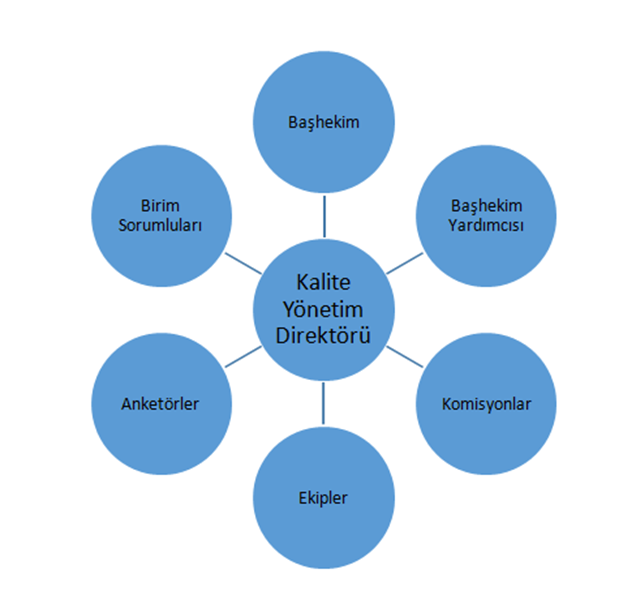 Başhekim
Başhekim
Yardımcısı
Komisyonlar
Ekipler
Anketörler
Birim
Sorumluları
Kalite
Yönetim
Direktörü